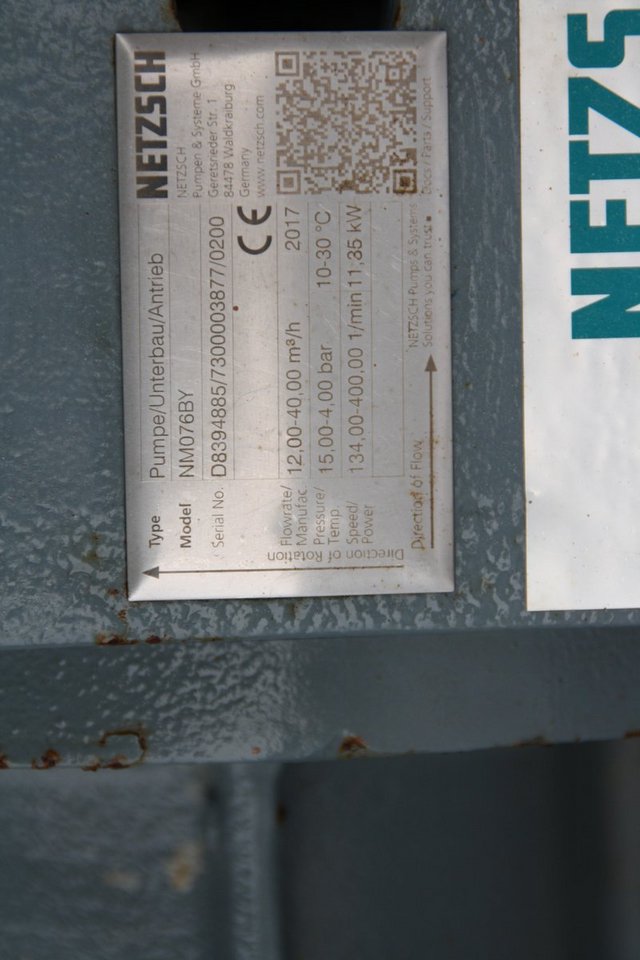 NETZSCH
NETZSCH
Pumpen & Systeme GmbH
Geretsrieder Str. 1
84478 Waldkraiburg
Germany
www.netzsch.com
Type Pumpe/Unterbau/Antrieb
Model NM076BY
Serial No. D8394885/7300003877/0200
CE
Flowrate/ Manufac. 12,00-40,00 m³/h 2017
Pressure/ Temp. 15,00-4,00 bar 10-30 °C
Speed/ Power 134,00-400,00 1/min 11,35 kW
Direction of Rotation
Direction of Flow
NETZSCH Pumps & Systems
Solutions you can trust
Docs / Parts / Support
NETZS